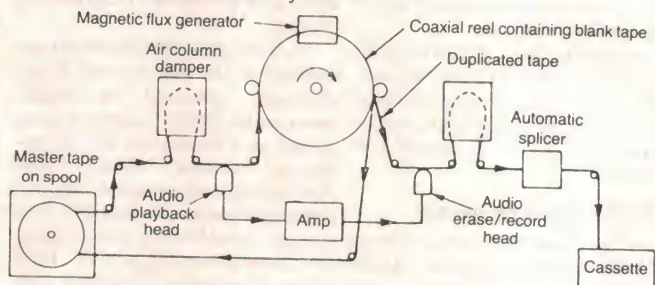 Magnetic flux generator
Coaxial reel containing blank tape
Air column
damper
Duplicated tape
Automatic
splicer
Master tape
on spool
Audio
playback
head
Amp
Audio
erase/record
head
Cassette